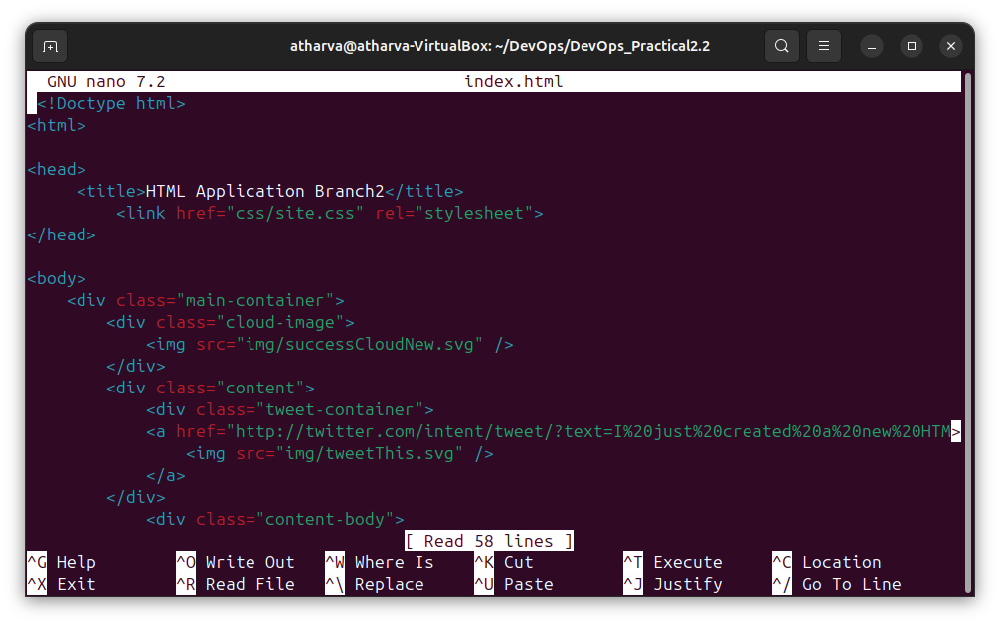 atharva@atharva-VirtualBox: ~/DevOps/DevOps_Practical2.2
GNU nano 7.2 index.html
<!Doctype html>
<html>
<head>
<title>HTML Application Branch2</title>
<link href="css/site.css" rel="stylesheet">
</head>
<body>
<div class="main-container">
<div class="cloud-image">
<img src="img/successCloudNew.svg" />
</div>
<div class="content">
<div class="tweet-container">
<a href="http://twitter.com/intent/tweet/?text=I%20just%20created%20a%20new%20HTM>
<img src="img/tweetThis.svg" />
</a>
</div>
<div class="content-body">
[ Read 58 lines ]
^G Help ^O Write Out ^W Where Is ^K Cut ^T Execute ^C Location
^X Exit ^R Read File ^\ Replace ^U Paste ^J Justify ^/ Go To Line